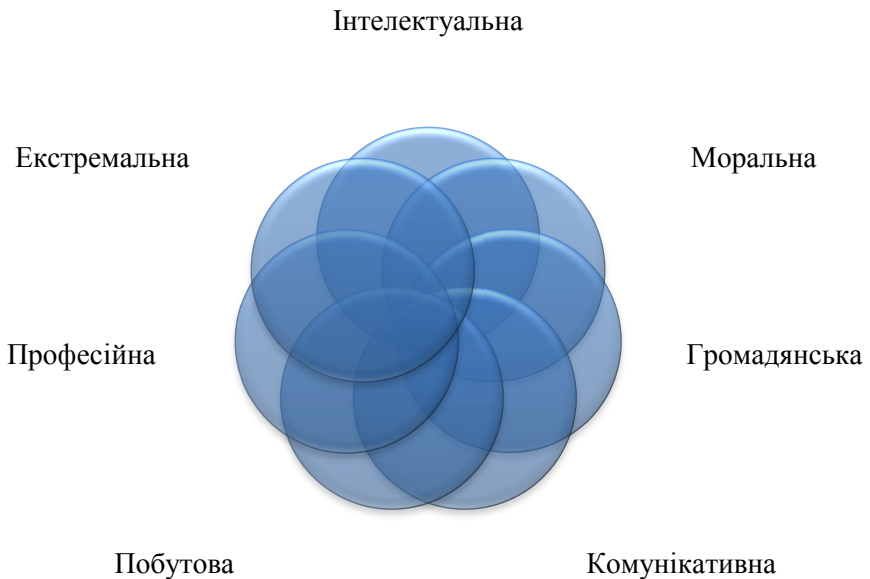 Інтелектуальна
Екстремальна
Моральна
Професійна
Громадянська
Побутова
Комунікативна